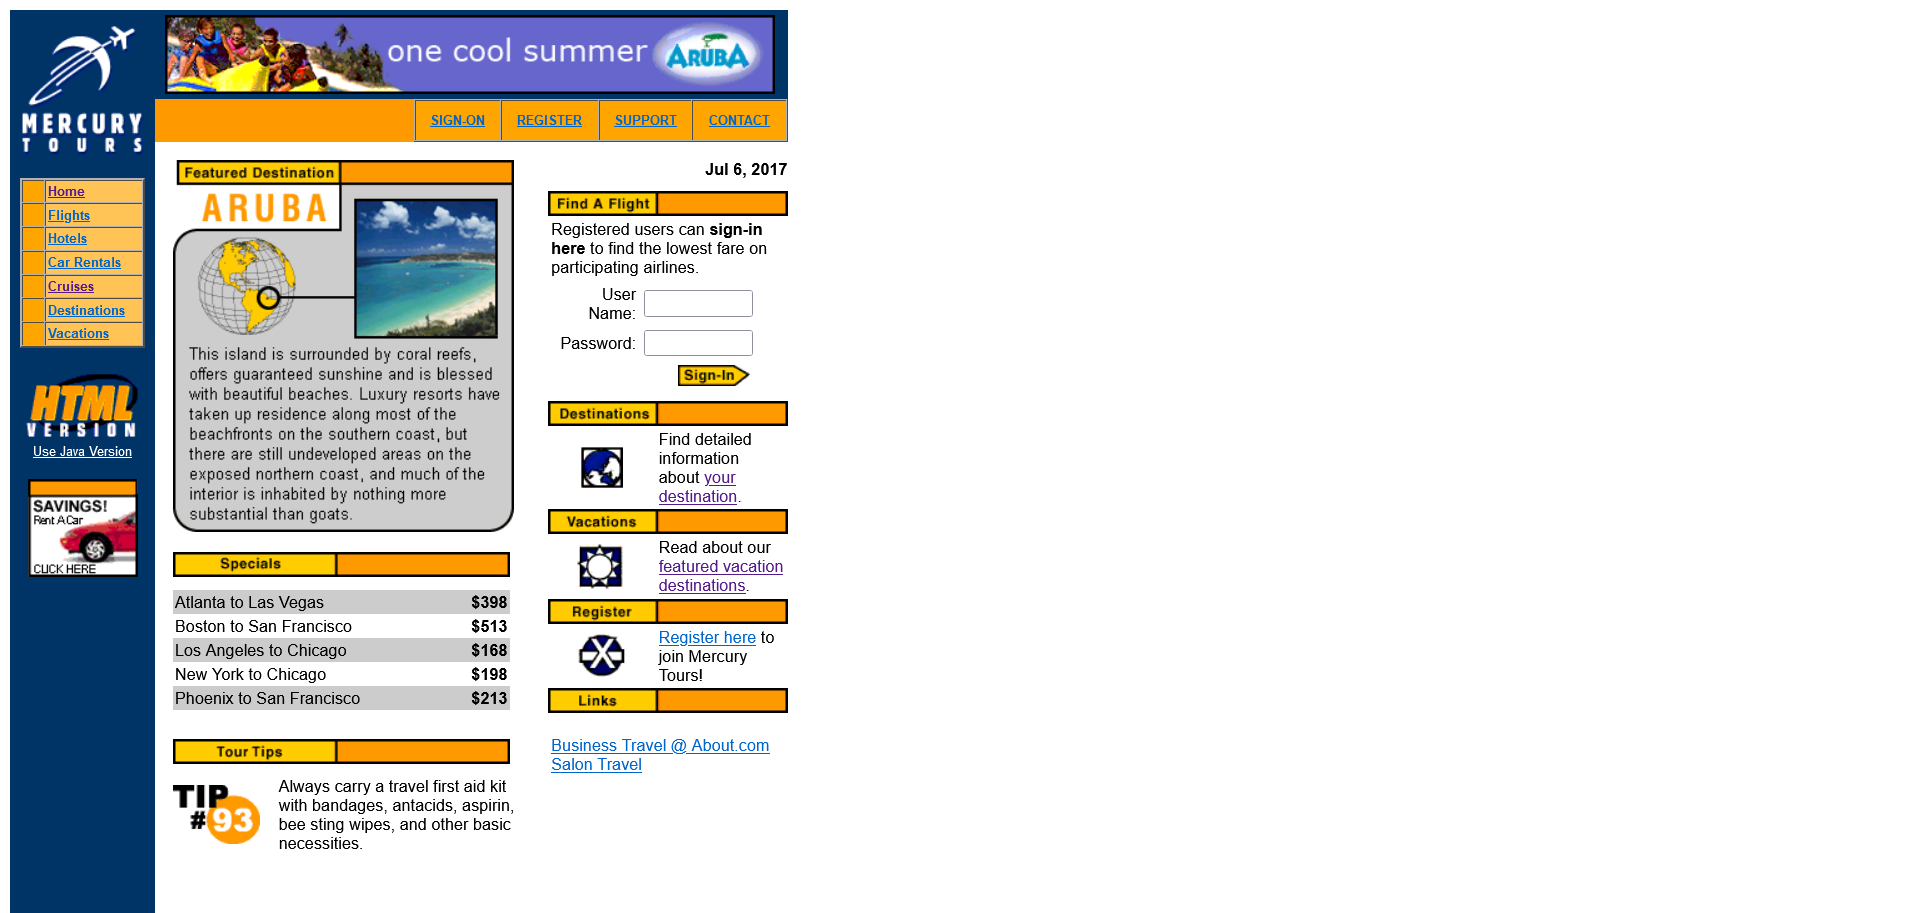 one cool summer ARUBA
MERCURY
TOURS
SIGN-ON REGISTER SUPPORT CONTACT
Home
Flights
Hotels
Car Rentals
Cruises
Destinations
Vacations
HTML
VERSION
Use Java Version
SAVINGS!
Rent A Car
CLICK HERE
Featured Destination
ARUBA
This island is surrounded by coral reefs,
offers guaranteed sunshine and is blessed
with beautiful beaches. Luxury resorts have
taken up residence along most of the
beachfronts on the southern coast, but
there are still undeveloped areas on the
exposed northern coast, and much of the
interior is inhabited by nothing more
substantial than goats.
Specials
Atlanta to Las Vegas $398
Boston to San Francisco $513
Los Angeles to Chicago $168
New York to Chicago $198
Phoenix to San Francisco $213
Tour Tips
TIP
#93
Always carry a travel first aid kit
with bandages, antacids, aspirin,
bee sting wipes, and other basic
necessities.
Jul 6, 2017
Find A Flight
Registered users can sign-in
here to find the lowest fare on
participating airlines.
User
Name:
Password:
Sign-In
Destinations
Find detailed
information
about your
destination.
Vacations
Read about our
featured vacation
destinations.
Register
Register here to
join Mercury
Tours!
Links
Business Travel @ About.com
Salon Travel